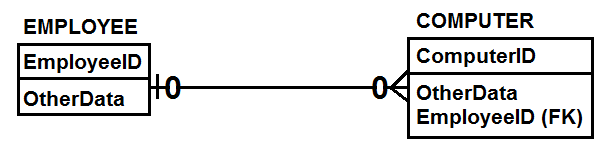 EMPLOYEE
EmployeeID
OtherData
COMPUTER
ComputerID
OtherData
EmployeeID (FK)